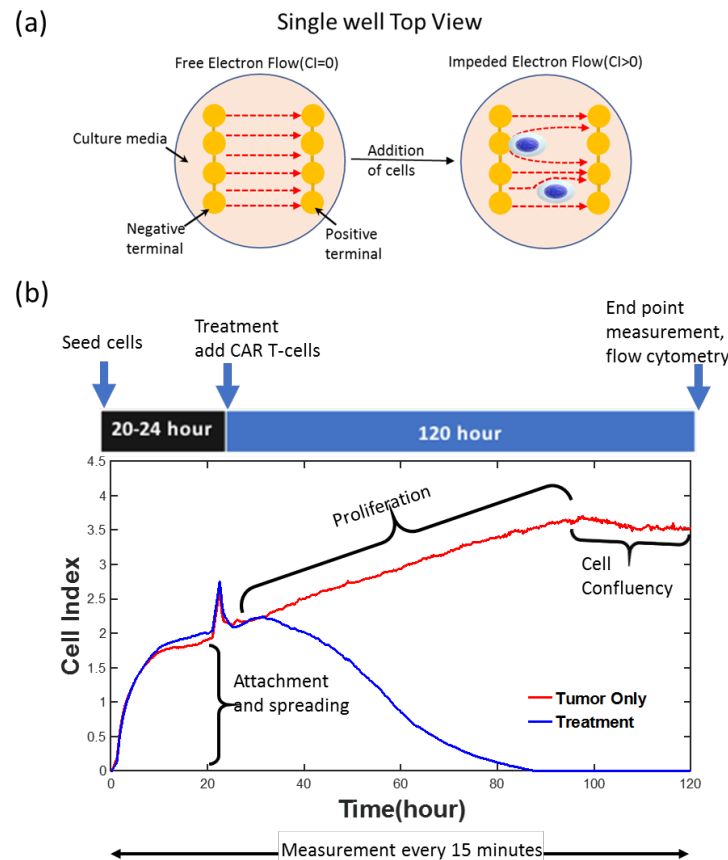 (a)
Single well Top View
Free Electron Flow(CI=0)
Impeded Electron Flow(CI>0)
Culture media
Addition
of cells
Negative
terminal
Positive
terminal
(b)
Seed cells
Treatment
add CAR T-cells
End point
measurement,
flow cytometry
20-24 hour
120 hour
4.5
4
3.5
3
2.5
2
1.5
1
0.5
0
Cell Index
Proliferation
Cell
Confluency
Attachment
and spreading
Tumor Only
Treatment
0
20
40
60
80
100
120
Time(hour)
Measurement every 15 minutes